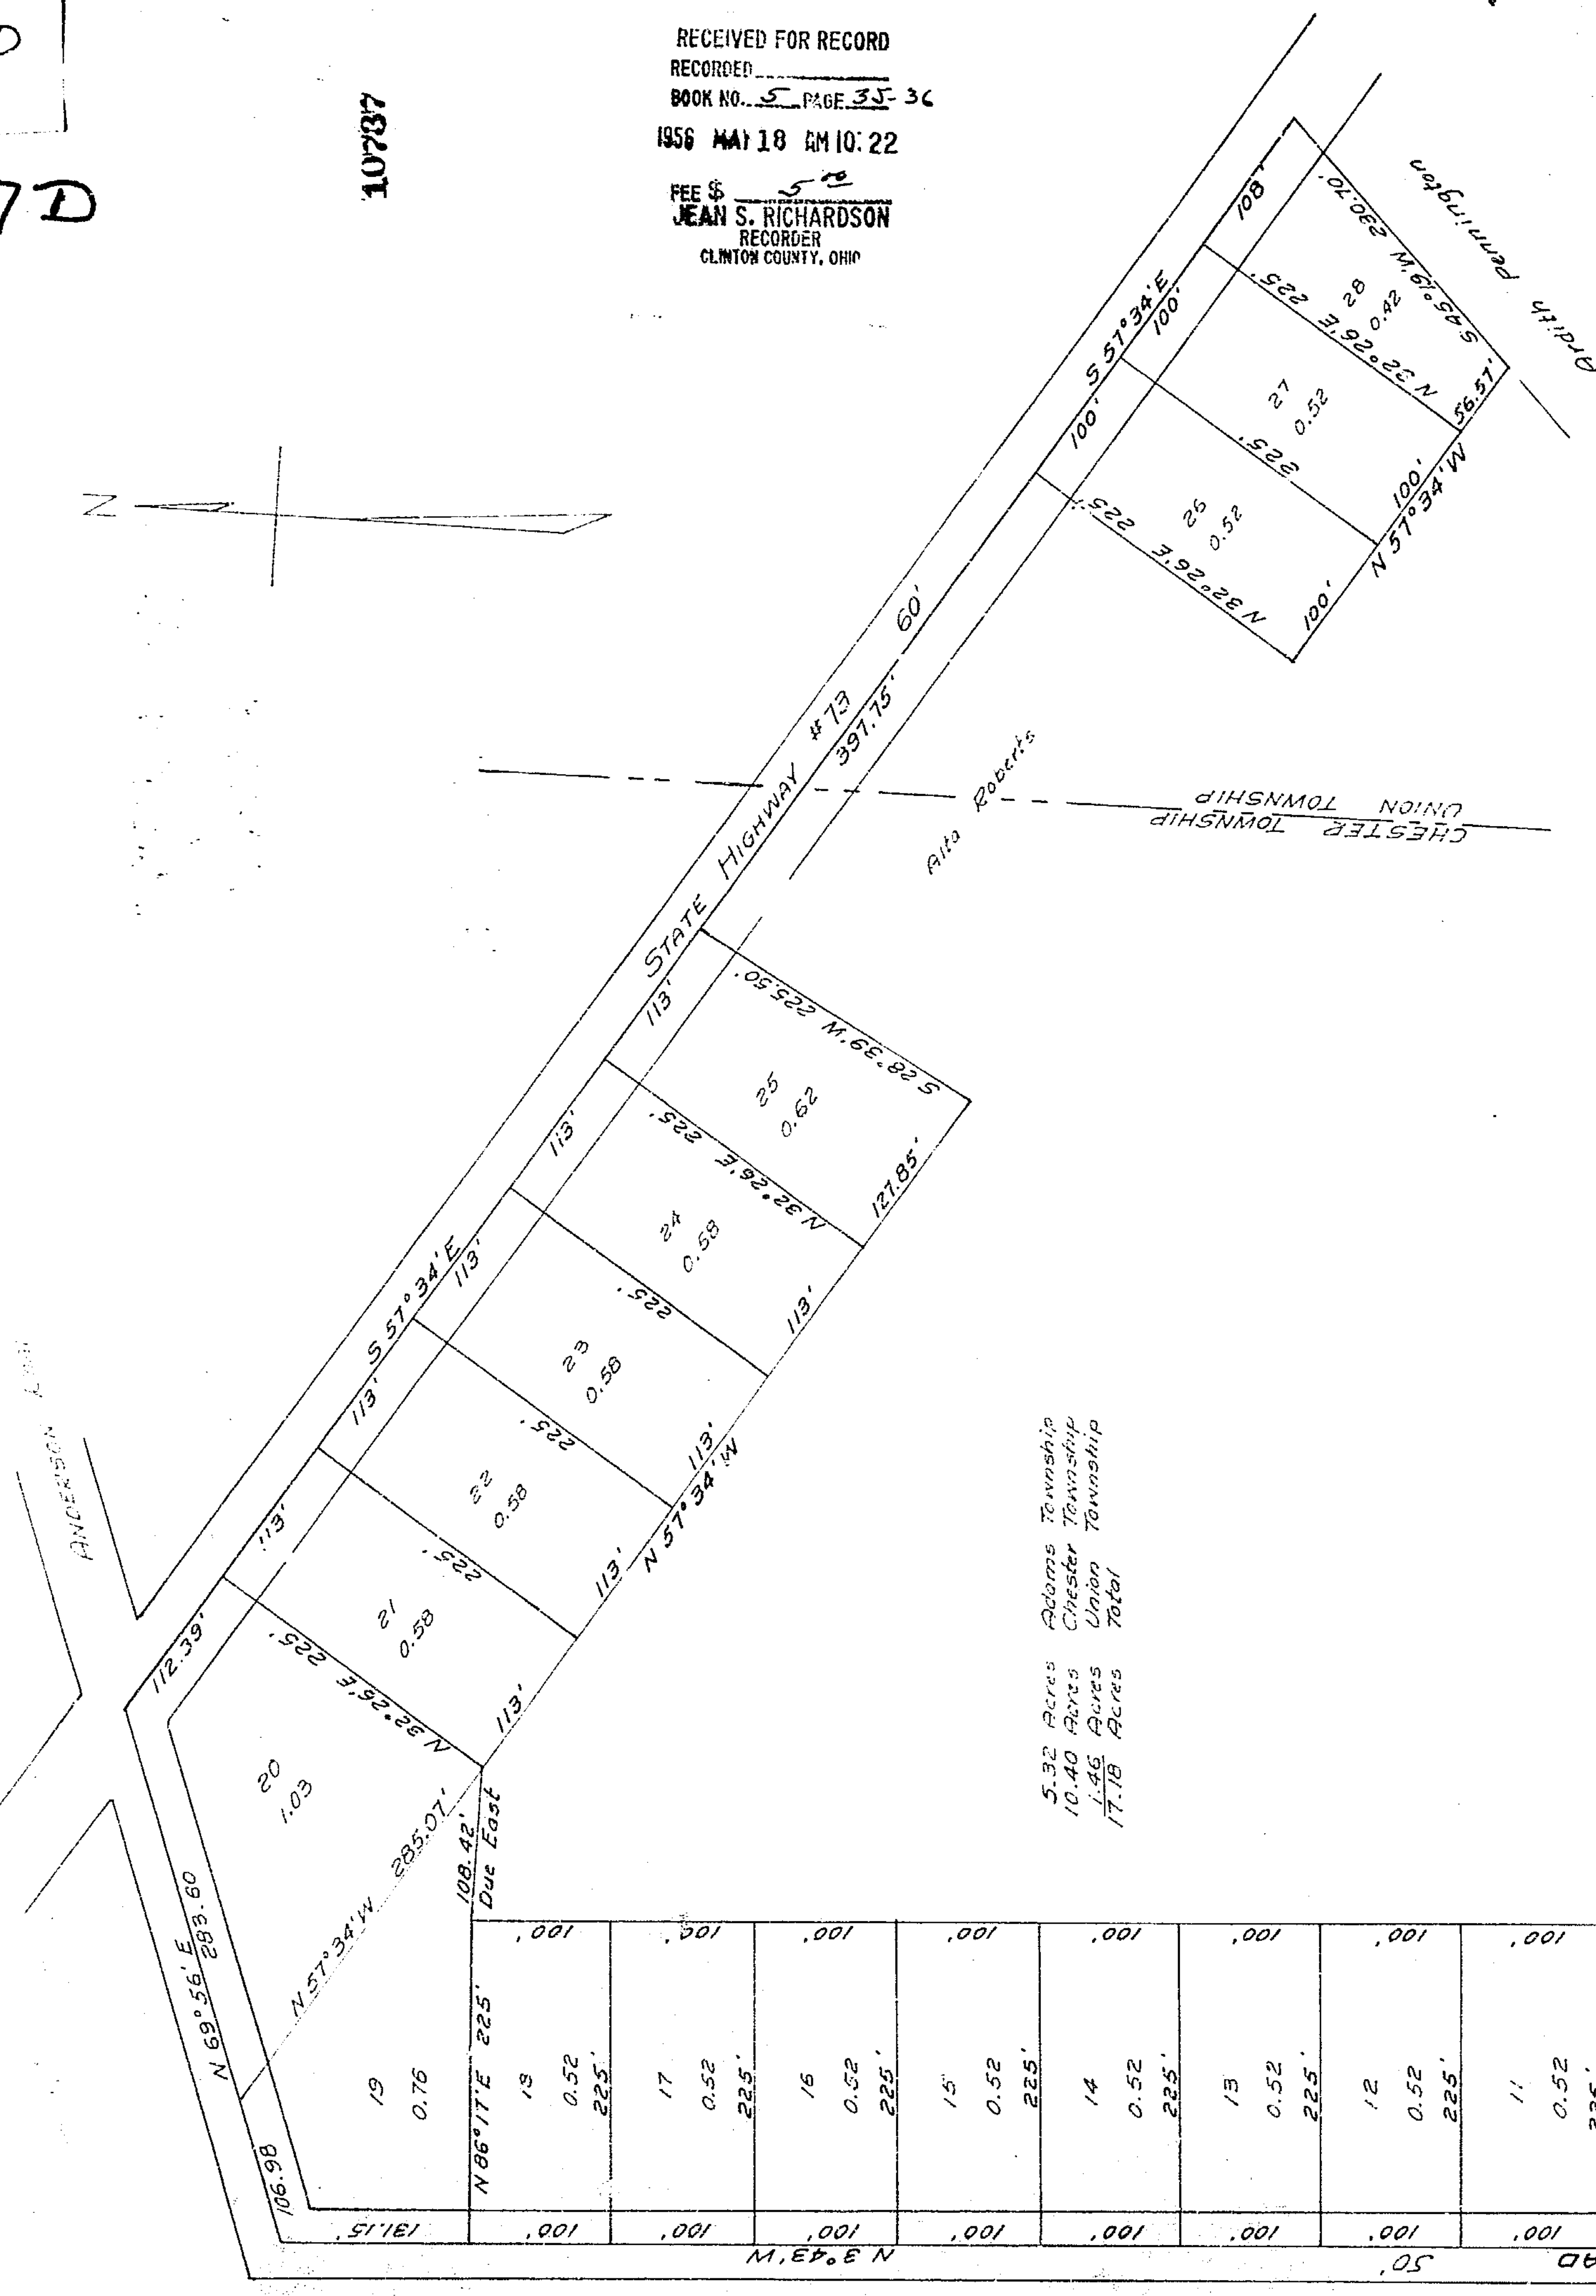 7D
10787
RECEIVED FOR RECORD
RECORDED
BOOK NO. 5 PAGE 35-36
1956 MAY 18 AM 10:22
FEE $ 5 00
JEAN S. RICHARDSON
RECORDER
CLINTON COUNTY, OHIO
N
ANDERSON
STATE HIGHWAY #73
60'
397.75'
S 57°34'E
108'
100'
100'
S 45°19'W 230.70'
Ardith Pennington
28
0.42
N 32°26'E 225'
56.57'
27
0.52
225'
100'
N 57°34'W
26
0.52
N 32°26'E 225'
100'
Alta Roberts
CHESTER TOWNSHIP
UNION TOWNSHIP
S 57°34'E
113'
113'
113'
113'
113'
112.39'
S 28°39'W 225.50'
25
0.62
127.85'
N 32°26'E 225'
24
0.58
113'
225'
23
0.58
113'
N 57°34'W
225'
22
0.58
113'
225'
21
0.58
113'
N 32°26'E 225'
20
1.03
N 57°34'W 285.07'
108.42'
Due East
N 69°56'E
283.60
106.98
5.32 Acres Adams Township
10.40 Acres Chester Township
1.46 Acres Union Township
17.18 Acres Total
19
0.76
131.15'
N 86°17'E 225'
18
0.52
225'
100'
100'
17
0.52
225'
100'
100'
16
0.52
225'
100'
100'
15
0.52
225'
100'
100'
14
0.52
225'
100'
100'
13
0.52
225'
100'
100'
12
0.52
225'
100'
100'
11
0.52
225'
100'
100'
N 3°43'W
50'
AD